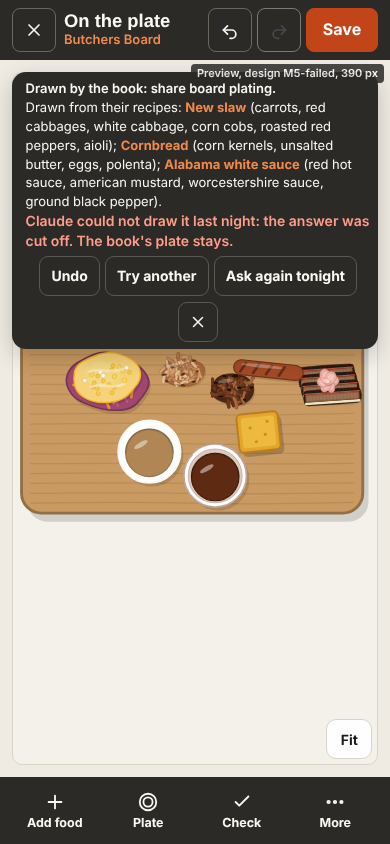 On the plate
Butchers Board
Save
Preview, design M5-failed, 390 px
Drawn by the book: share board plating.
Drawn from their recipes: New slaw (carrots, red
cabbages, white cabbage, corn cobs, roasted red
peppers, aioli); Cornbread (corn kernels, unsalted
butter, eggs, polenta); Alabama white sauce (red hot
sauce, american mustard, worcestershire sauce,
ground black pepper).
Claude could not draw it last night: the answer was
cut off. The book's plate stays.
Undo
Try another
Ask again tonight
Fit
Add food
Plate
Check
More